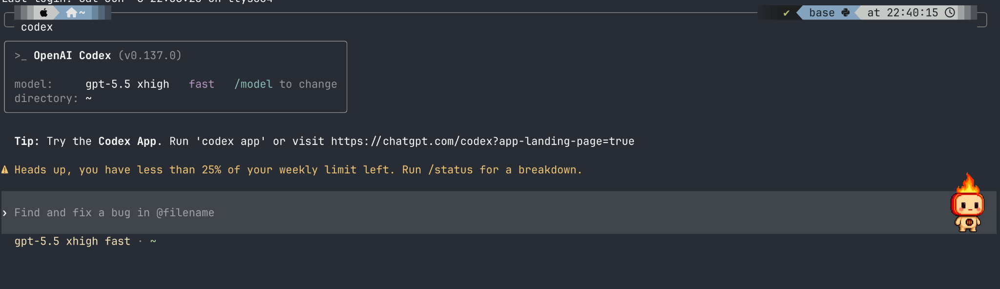 ~ ✔ base at 22:40:15
codex
>_ OpenAI Codex (v0.137.0)
model: gpt-5.5 xhigh fast /model to change
directory: ~
Tip: Try the Codex App. Run 'codex app' or visit https://chatgpt.com/codex?app-landing-page=true
⚠ Heads up, you have less than 25% of your weekly limit left. Run /status for a breakdown.
› Find and fix a bug in @filename
gpt-5.5 xhigh fast · ~